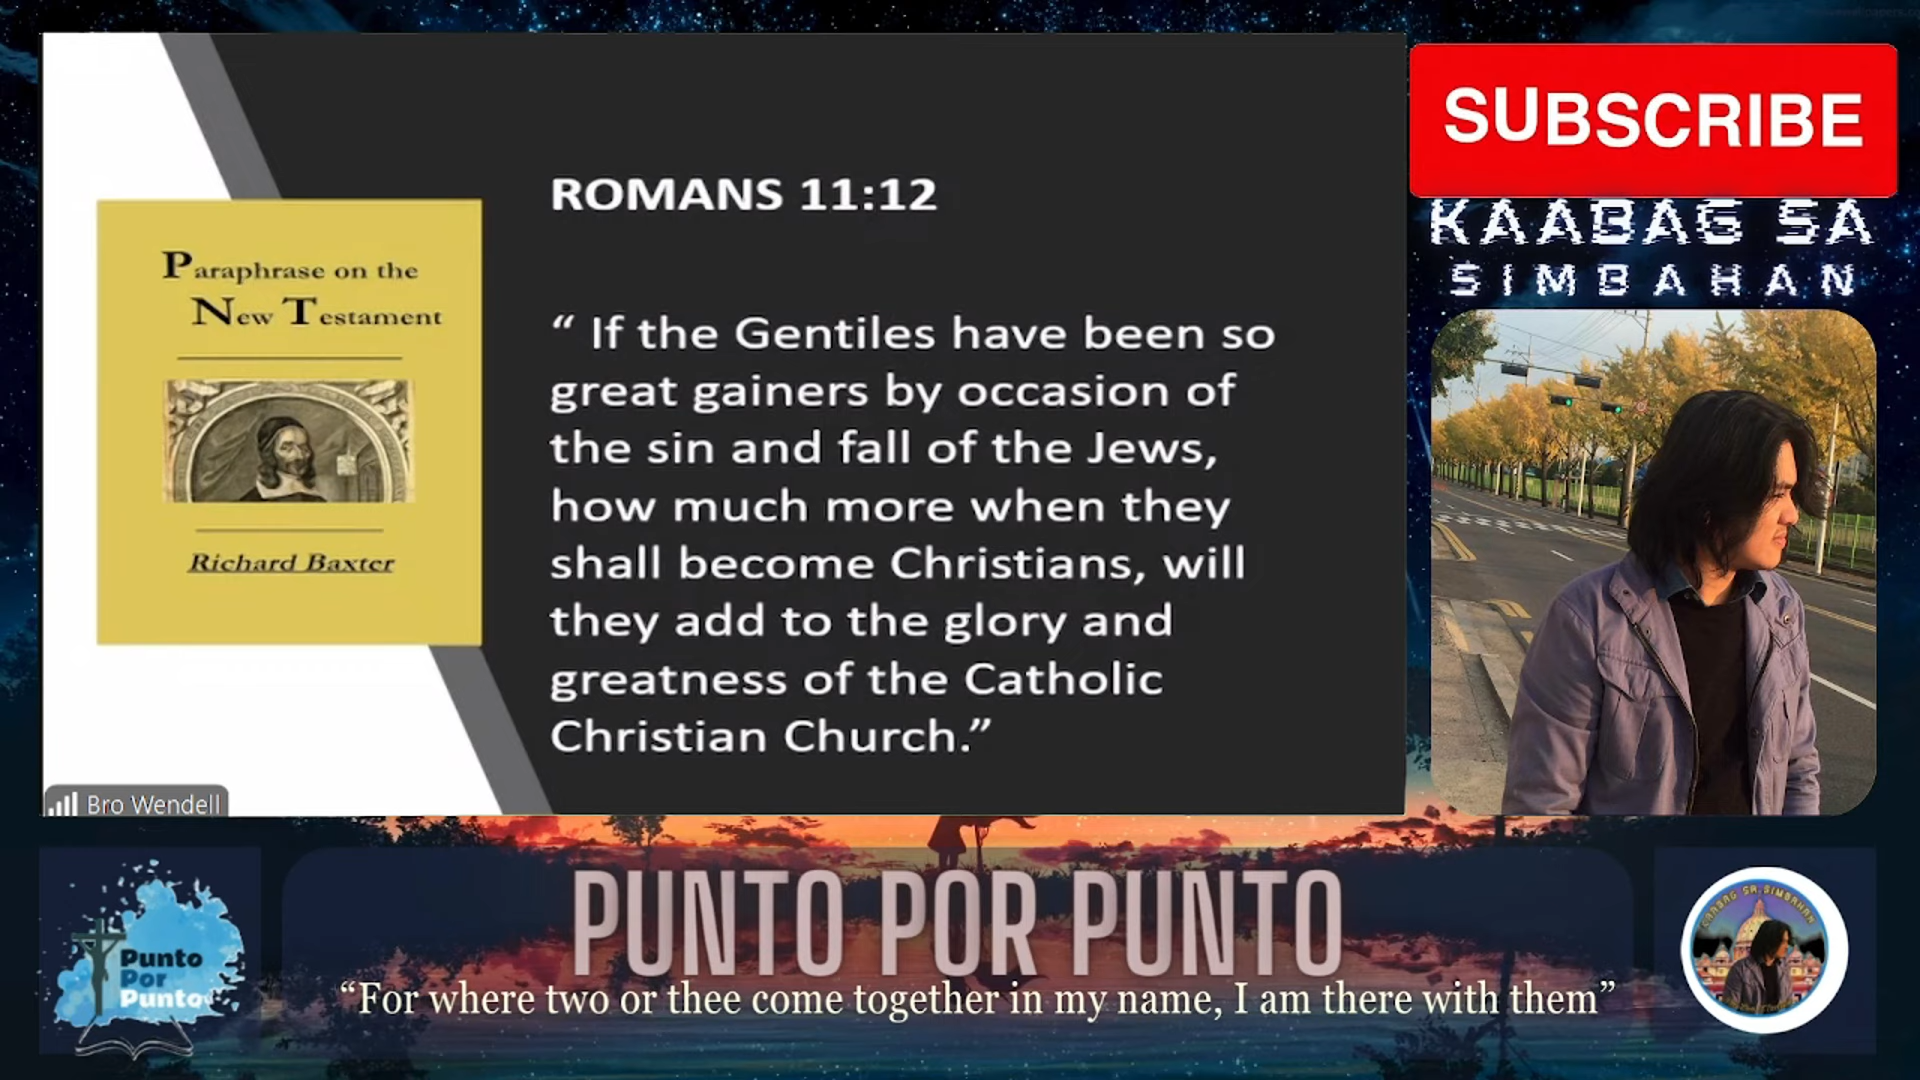 SUBSCRIBE
KAABAG SA
SIMBAHAN
Paraphrase on the
New Testament
Richard Baxter
ROMANS 11:12
“ If the Gentiles have been so
great gainers by occasion of
the sin and fall of the Jews,
how much more when they
shall become Christians, will
they add to the glory and
greatness of the Catholic
Christian Church.”
Bro Wendell
Punto
Por
Punto
PUNTO POR PUNTO
“For where two or thee come together in my name, I am there with them”
KAABAG SA SIMBAHAN